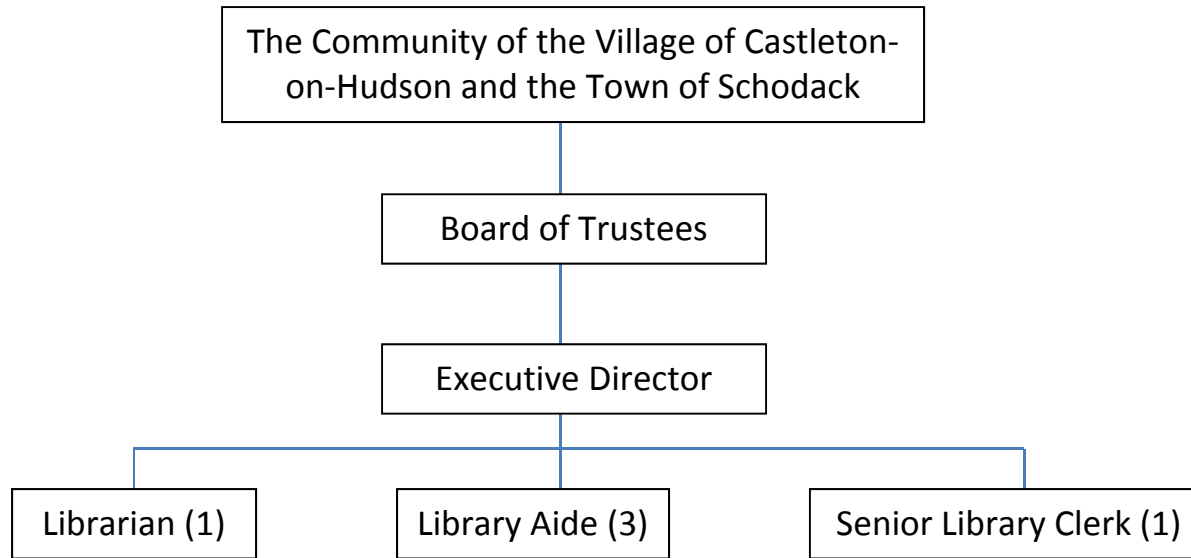 The Community of the Village of Castleton-
on-Hudson and the Town of Schodack
Board of Trustees
Executive Director
Librarian (1)
Library Aide (3)
Senior Library Clerk (1)